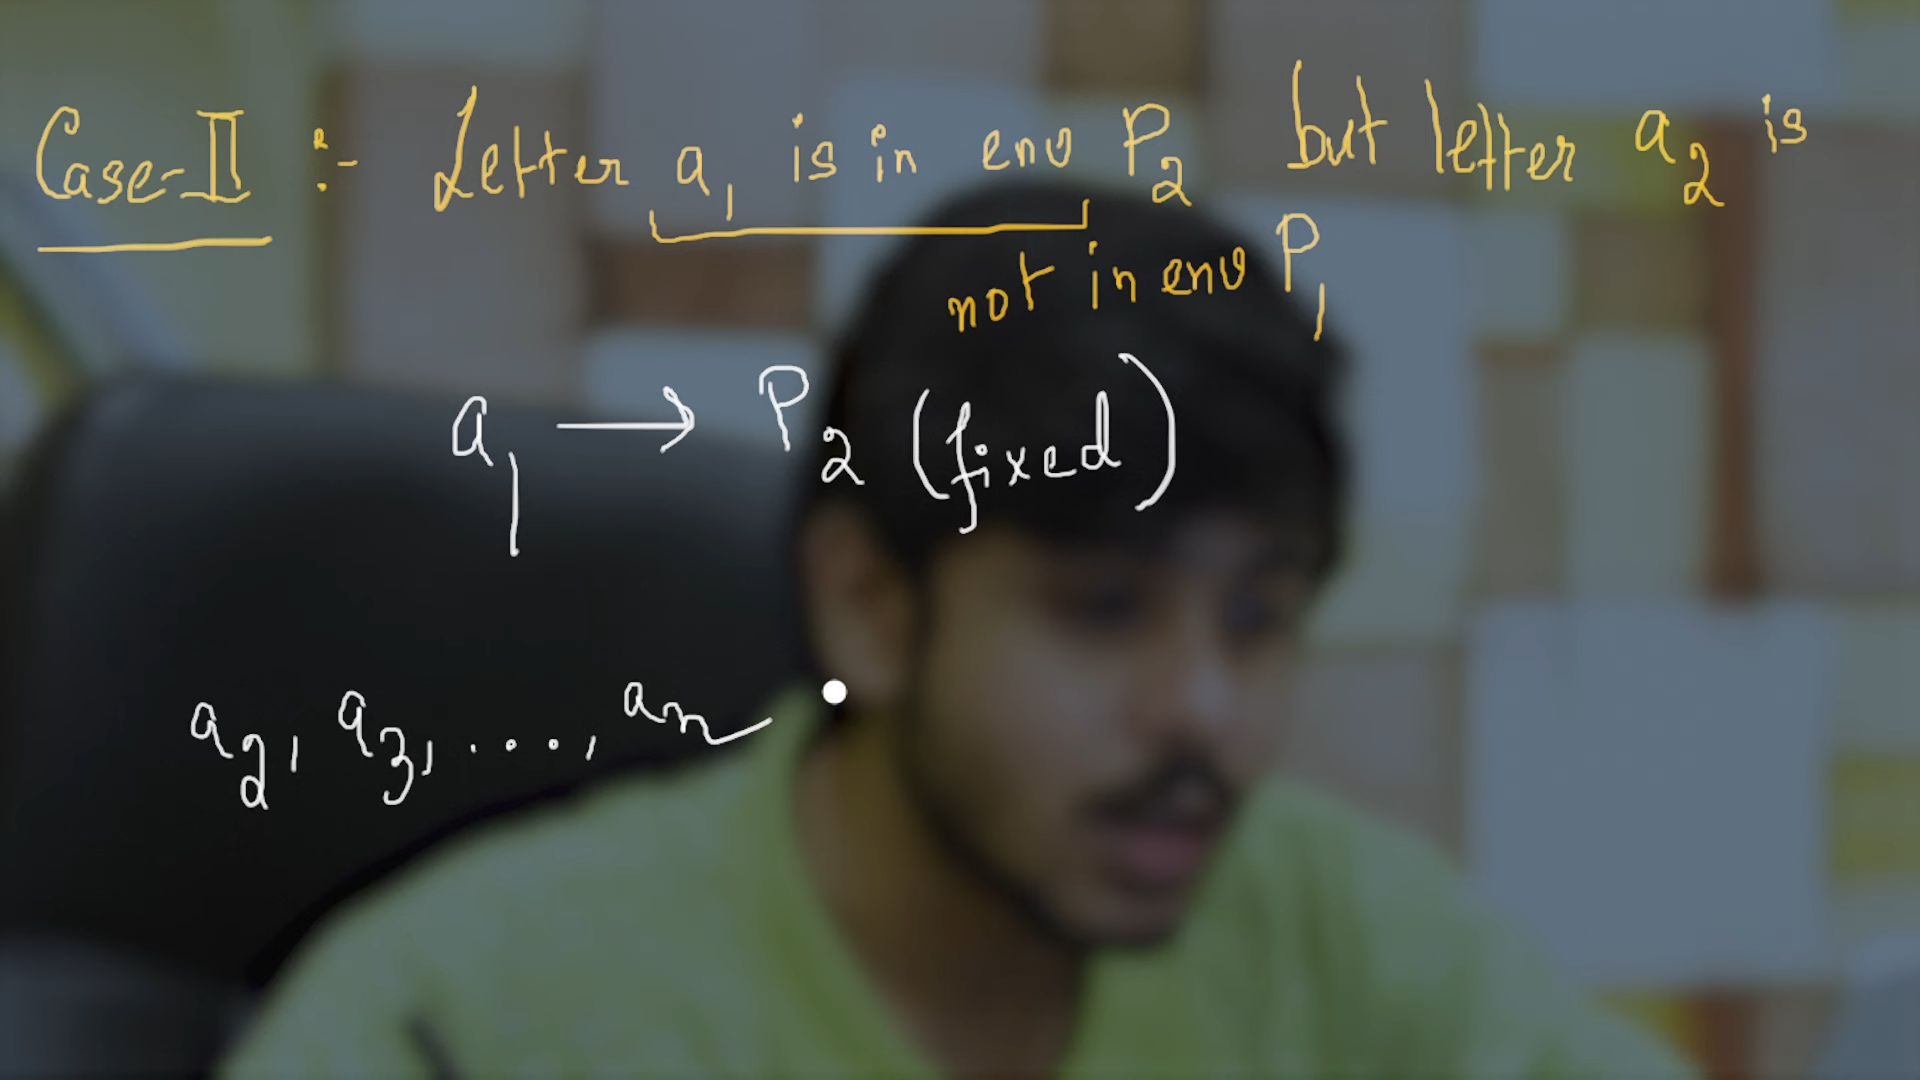 Case-II :- Letter a₁ is in env P₂ but letter a₂ is
not in env P₁
a₁ → P₂ (fixed)
a₂, a₃, ..., aₙ